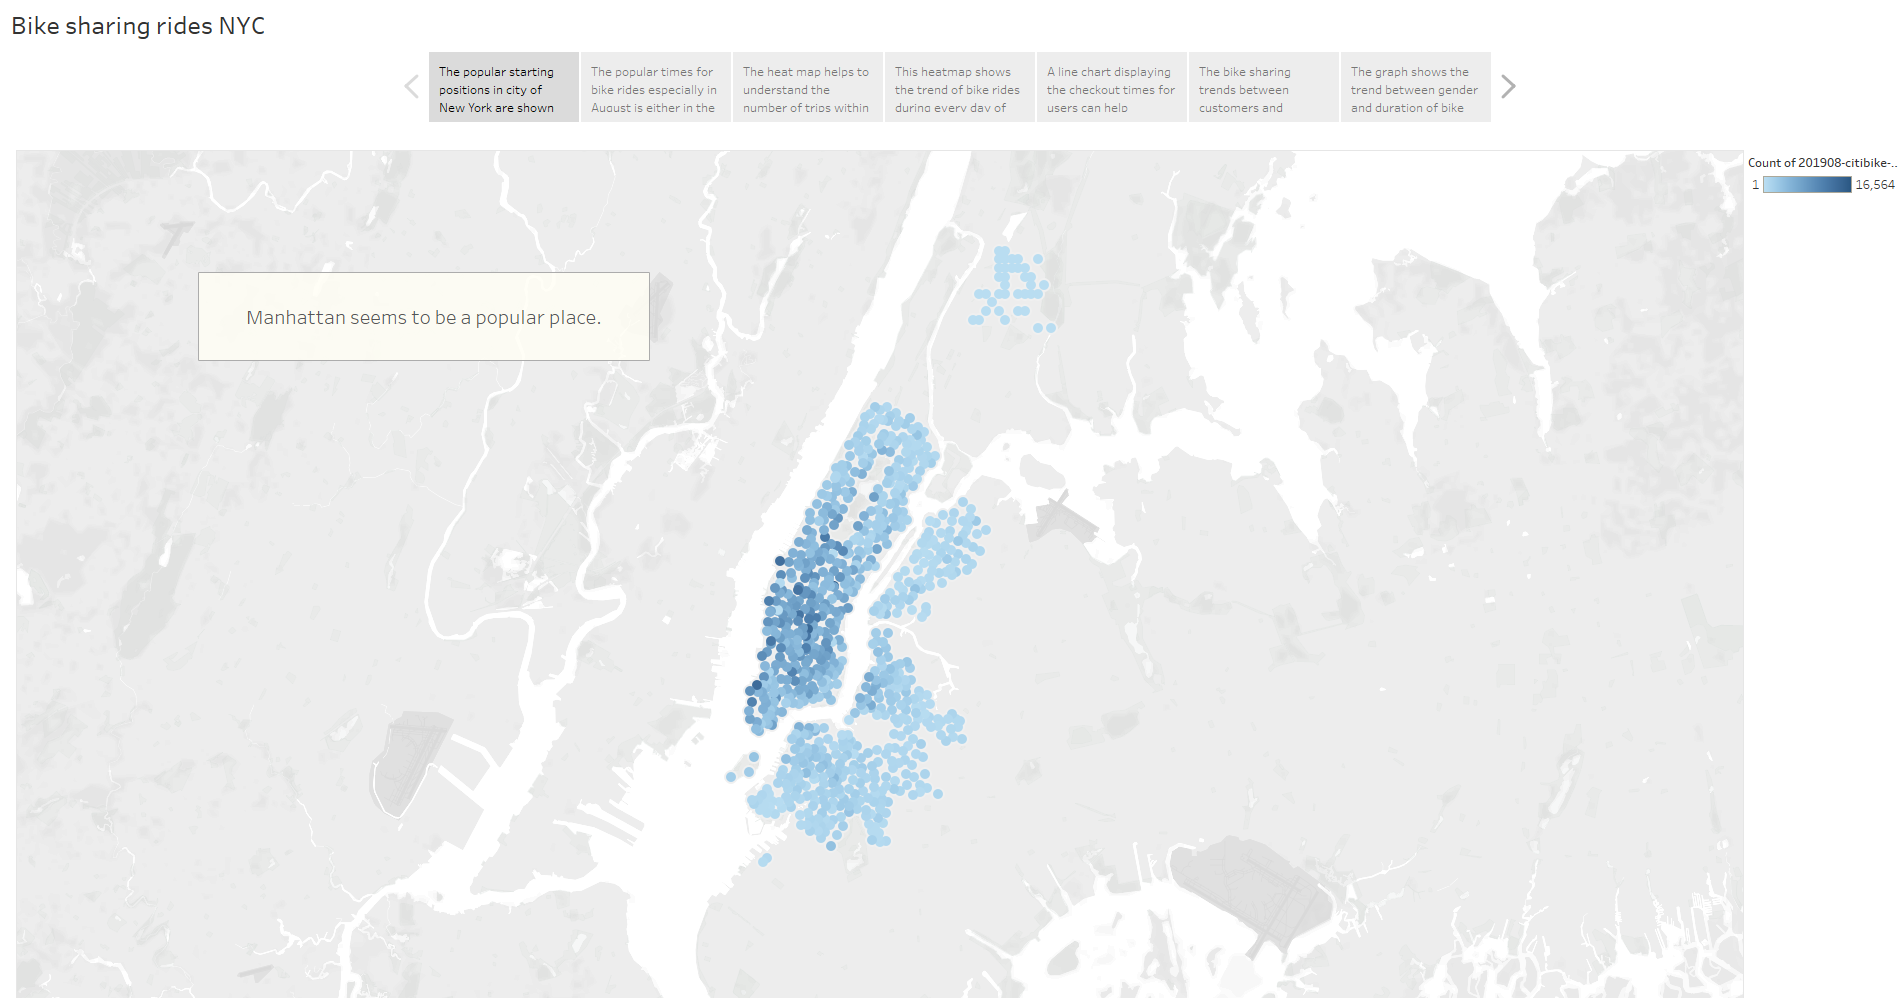 Bike sharing rides NYC
The popular starting
positions in city of
New York are shown
The popular times for
bike rides especially in
August is either in the
The heat map helps to
understand the
number of trips within
This heatmap shows
the trend of bike rides
during every day of
A line chart displaying
the checkout times for
users can help
The bike sharing
trends between
customers and
The graph shows the
trend between gender
and duration of bike
Count of 201908-citibike-..
1 16,564
Manhattan seems to be a popular place.